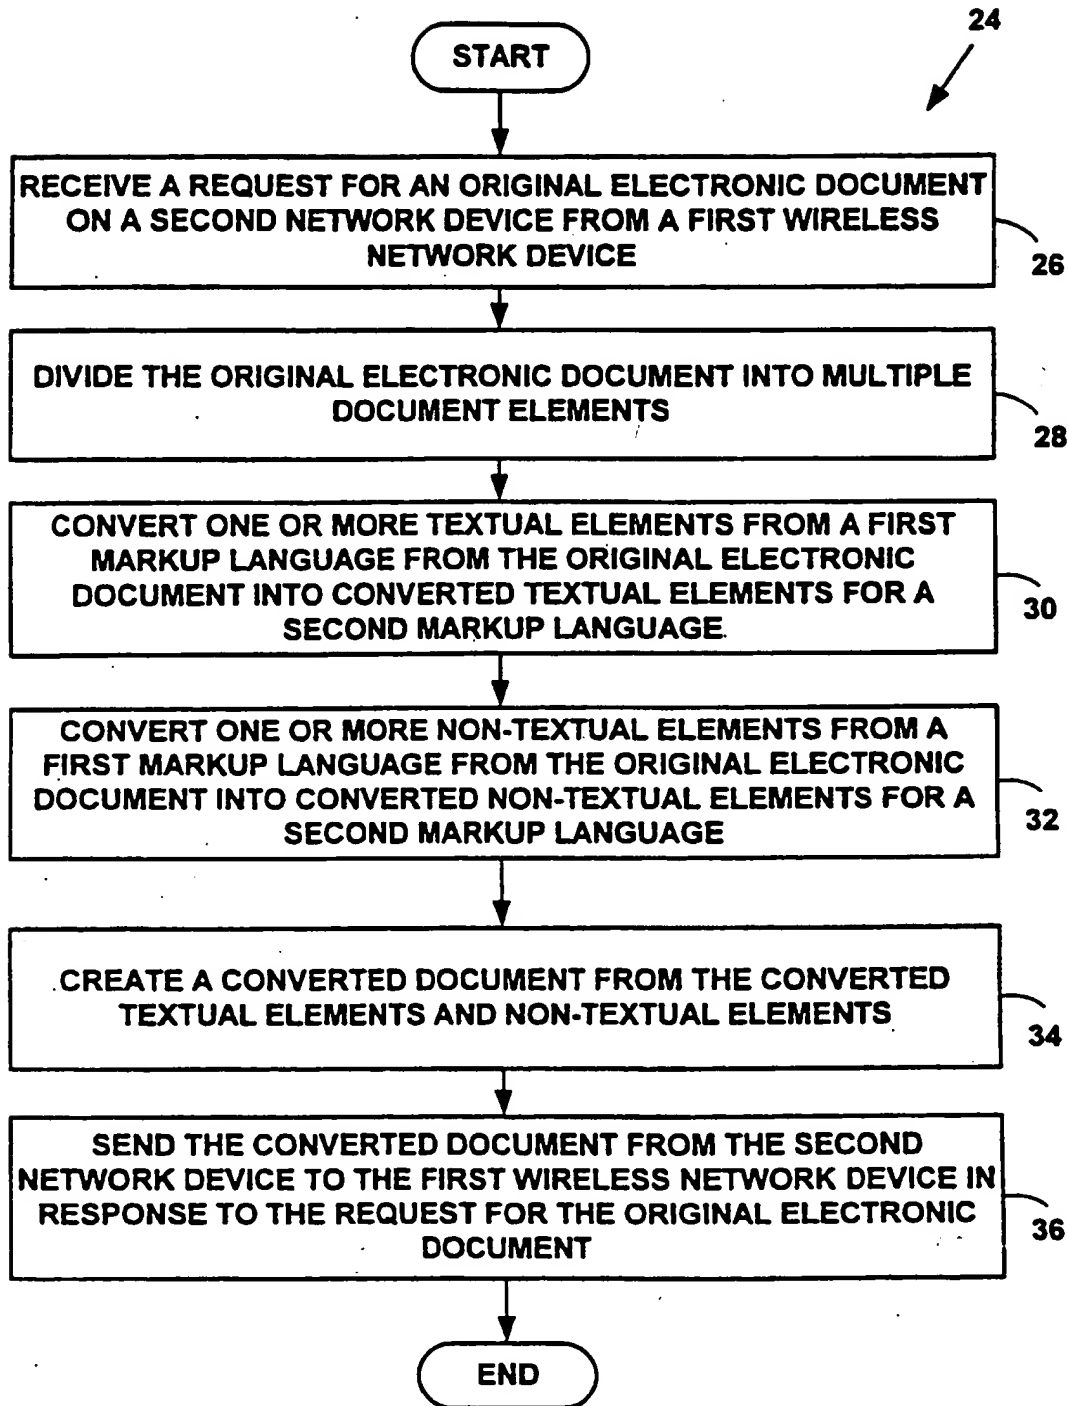 24
START
RECEIVE A REQUEST FOR AN ORIGINAL ELECTRONIC DOCUMENT
ON A SECOND NETWORK DEVICE FROM A FIRST WIRELESS
NETWORK DEVICE
26
DIVIDE THE ORIGINAL ELECTRONIC DOCUMENT INTO MULTIPLE
DOCUMENT ELEMENTS
28
CONVERT ONE OR MORE TEXTUAL ELEMENTS FROM A FIRST
MARKUP LANGUAGE FROM THE ORIGINAL ELECTRONIC
DOCUMENT INTO CONVERTED TEXTUAL ELEMENTS FOR A
SECOND MARKUP LANGUAGE.
30
CONVERT ONE OR MORE NON-TEXTUAL ELEMENTS FROM A
FIRST MARKUP LANGUAGE FROM THE ORIGINAL ELECTRONIC
DOCUMENT INTO CONVERTED NON-TEXTUAL ELEMENTS FOR A
SECOND MARKUP LANGUAGE
32
CREATE A CONVERTED DOCUMENT FROM THE CONVERTED
TEXTUAL ELEMENTS AND NON-TEXTUAL ELEMENTS
34
SEND THE CONVERTED DOCUMENT FROM THE SECOND
NETWORK DEVICE TO THE FIRST WIRELESS NETWORK DEVICE IN
RESPONSE TO THE REQUEST FOR THE ORIGINAL ELECTRONIC
DOCUMENT
36
END